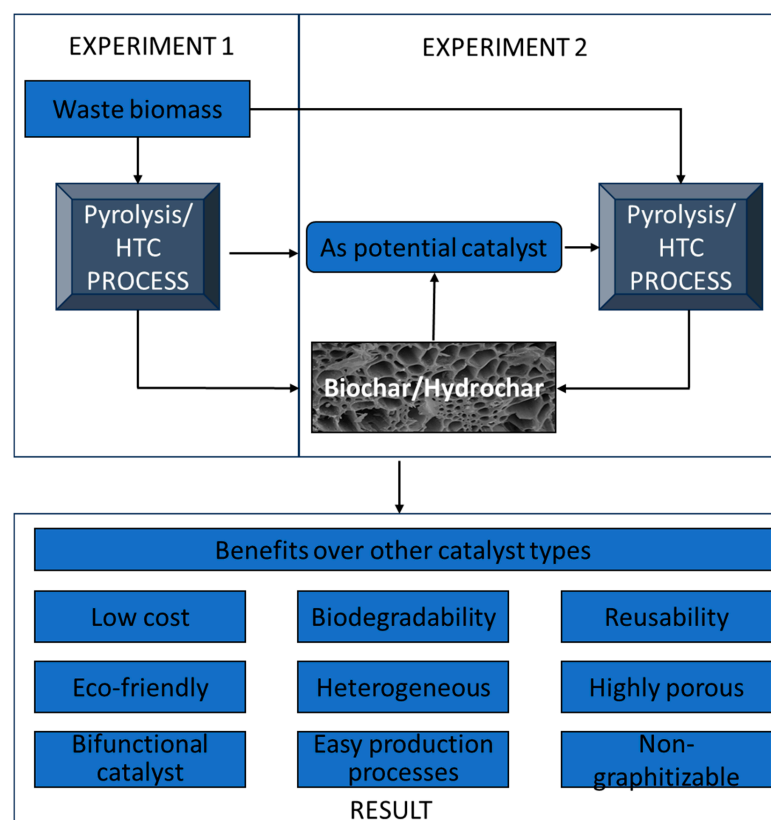 EXPERIMENT 1
EXPERIMENT 2
Waste biomass
Pyrolysis/
HTC
PROCESS
As potential catalyst
Pyrolysis/
HTC
PROCESS
Biochar/Hydrochar
Benefits over other catalyst types
Low cost
Biodegradability
Reusability
Eco-friendly
Heterogeneous
Highly porous
Bifunctional
catalyst
Easy production
processes
Non-
graphitizable
RESULT